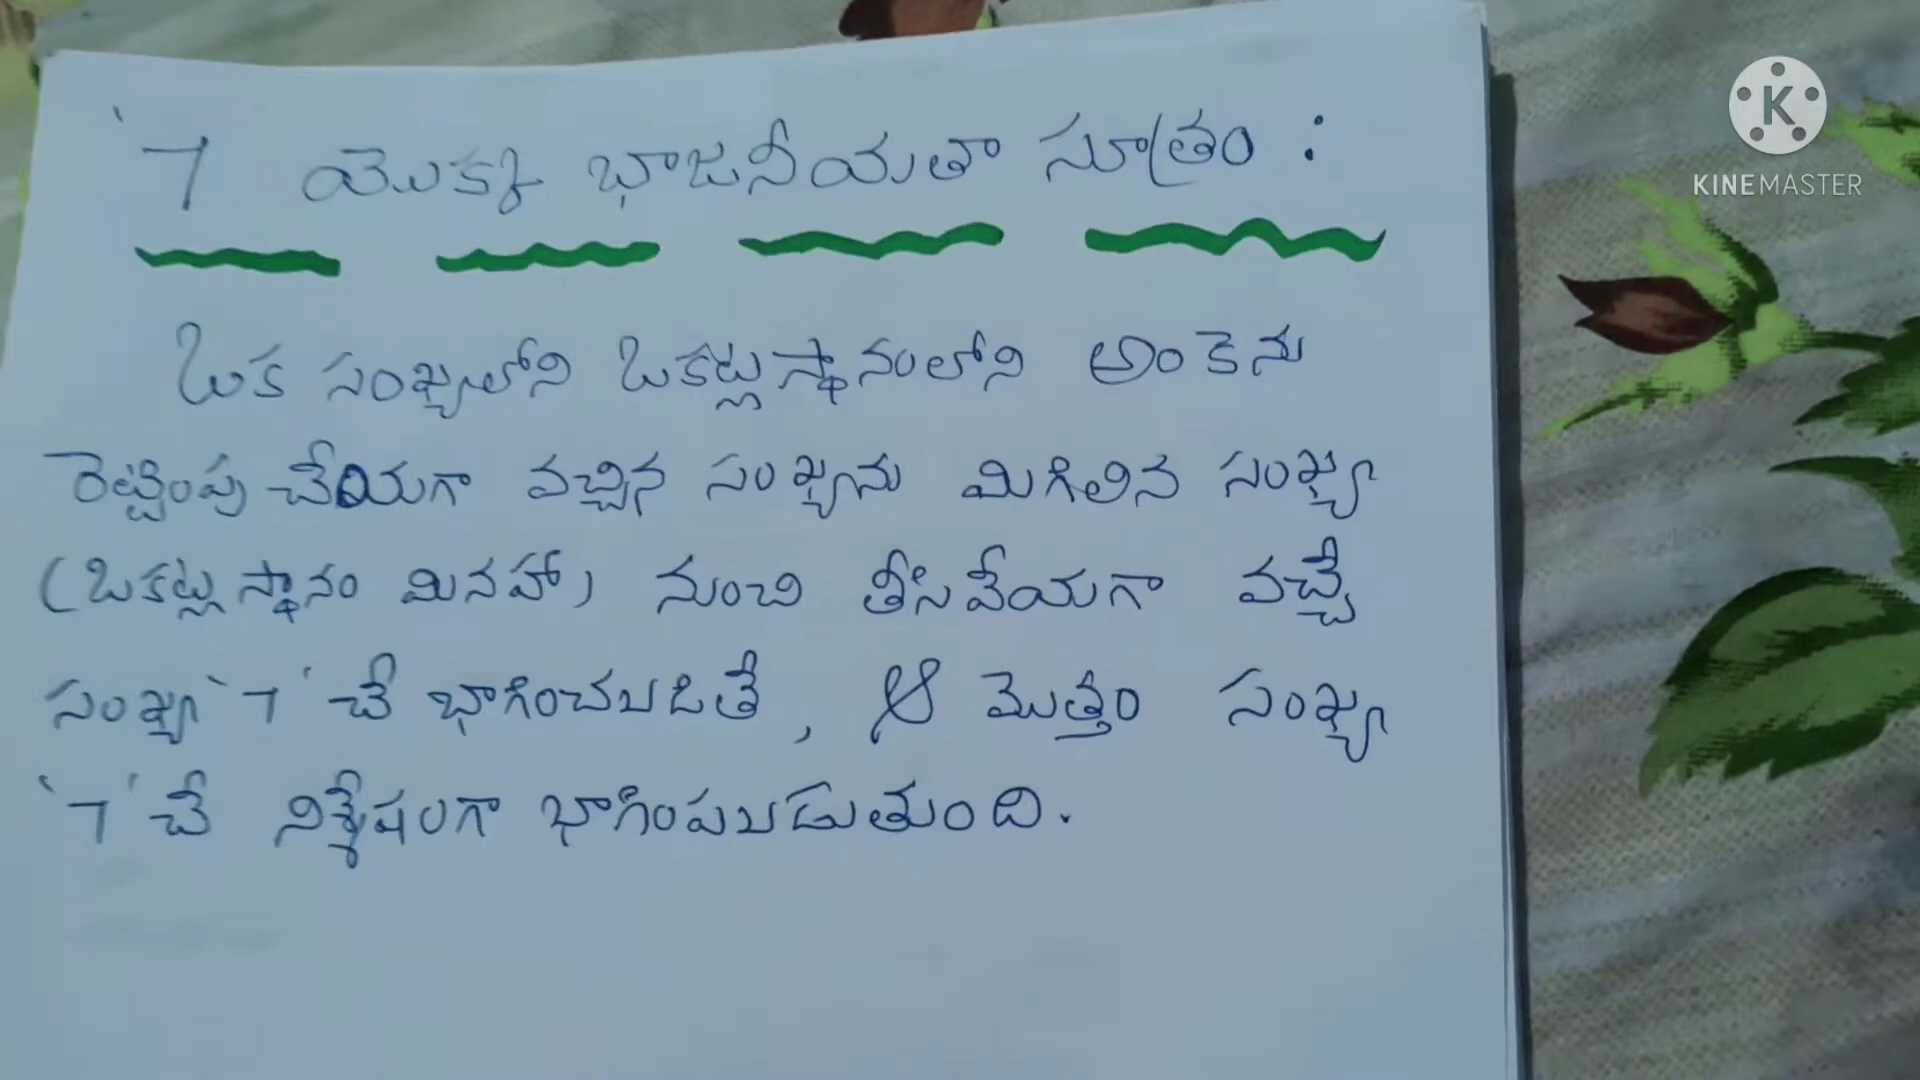 '7 యొక్క భాజనీయతా సూత్రం :
ఒక సంఖ్యలోని ఒకట్లుస్థానంలోని అంకెను
రెట్టింపు చేయగా వచ్చిన సంఖ్యను మిగిలిన సంఖ్య
(ఒకట్లు స్థానం మినహా) నుంచి తీసివేయగా వచ్చే
సంఖ్య '7' చే భాగించబడితే, ఆ మొత్తం సంఖ్య
'7' చే నిశ్శేషంగా భాగింపబడుతుంది.
K
KINEMASTER